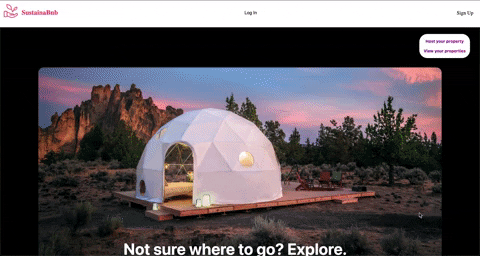 SustainaBnb
Log in
Sign Up
Host your property
View your properties
Not sure where to go? Explore.